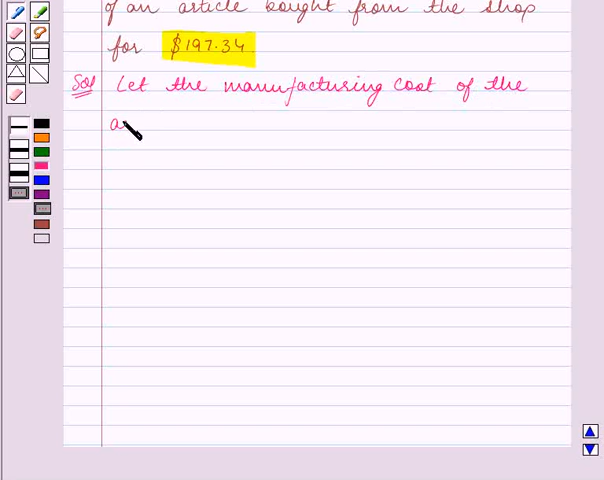 of an article bought from the shop
for $197.34
Sol Let the manufacturing cost of the
a